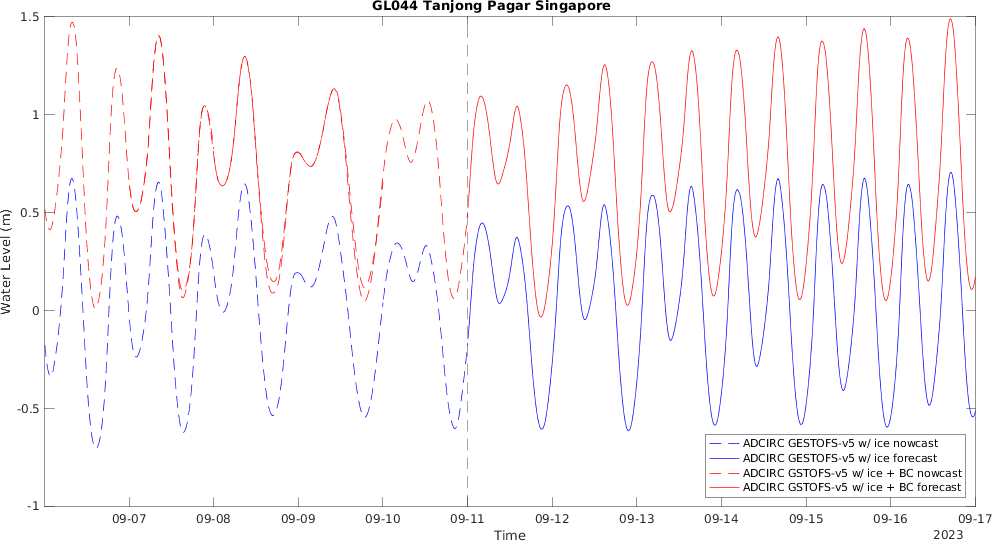 GL044 Tanjong Pagar Singapore
Water Level (m)
1.5
1
0.5
0
-0.5
-1
09-07 09-08 09-09 09-10 09-11 09-12 09-13 09-14 09-15 09-16 09-17
Time
2023
ADCIRC GESTOFS-v5 w/ ice nowcast
ADCIRC GESTOFS-v5 w/ ice forecast
ADCIRC GSTOFS-v5 w/ ice + BC nowcast
ADCIRC GSTOFS-v5 w/ ice + BC forecast